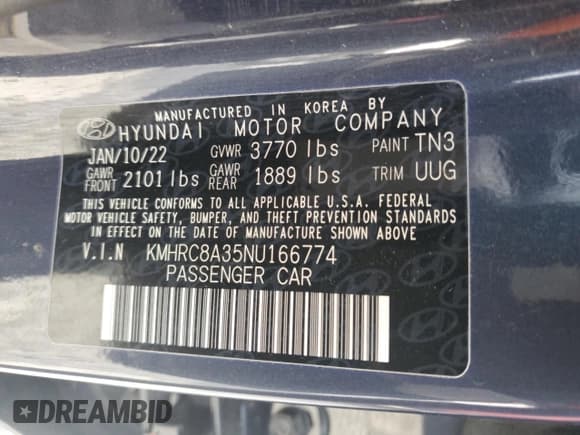 MANUFACTURED IN KOREA BY
HYUNDAI MOTOR COMPANY
JAN/10/22 GVWR 3770 lbs PAINT TN3
GAWR FRONT 2101 lbs GAWR REAR 1889 lbs TRIM UUG
THIS VEHICLE CONFORMS TO ALL APPLICABLE U.S.A. FEDERAL
MOTOR VEHICLE SAFETY, BUMPER, AND THEFT PREVENTION STANDARDS
IN EFFECT ON THE DATE OF MANUFACTURE SHOWN ABOVE.
V.I.N KMHRC8A35NU166774
PASSENGER CAR
DREAMBID